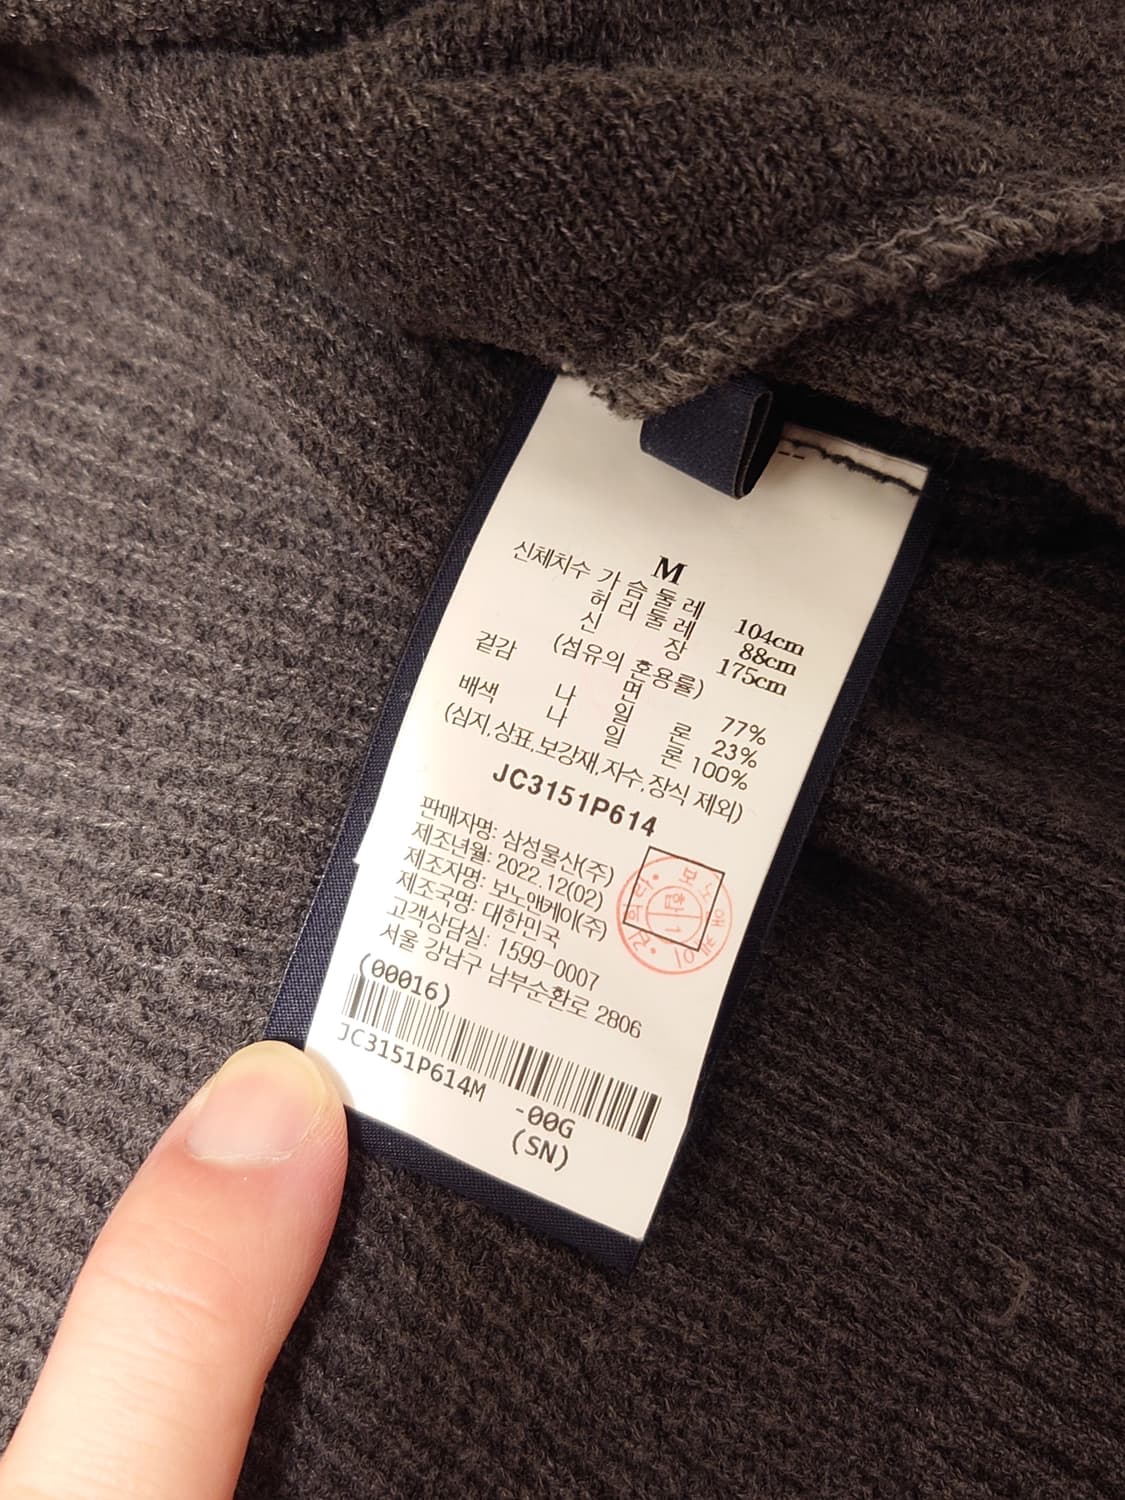 M
신체치수 가슴둘레 104cm
허리둘레 88cm
신장 175cm
(섬유의 혼용률)
겉감 면 77%
나일론 23%
배색 나일론 100%
(심지,상표,보강재,자수,장식 제외)
JC3151P614
판매자명: 삼성물산(주)
제조년월: 2022.12(02)
제조자명: 보노앤케이(주)
제조국명: 대한민국
고객상담실: 1599-0007
서울 강남구 남부순환로 2806
(00016)
JC3151P614M -00G
(SN)
합
1